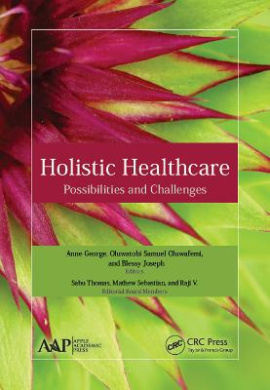 Holistic Healthcare
Possibilities and Challenges
Anne George, Oluwatobi Samuel Oluwafemi,
and Blessy Joseph
Editors
Sabu Thomas, Mathew Sebastian, and Raji V.
Editorial Board Members
AAP
APPLE
ACADEMIC
PRESS
CRC Press
Taylor & Francis Group